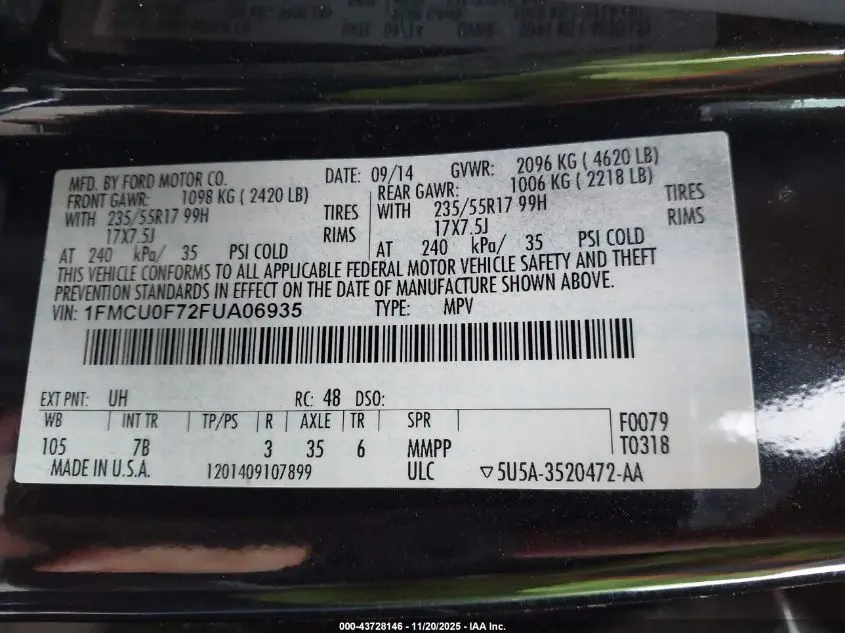 MFD. BY FORD MOTOR CO. DATE: 09/14 GVWR: 2096 KG ( 4620 LB)
FRONT GAWR: 1098 KG ( 2420 LB) REAR GAWR: 1006 KG ( 2218 LB)
WITH 235/55R17 99H TIRES WITH 235/55R17 99H TIRES
17X7.5J RIMS 17X7.5J RIMS
AT 240 kPa/ 35 PSI COLD AT 240 kPa/ 35 PSI COLD
THIS VEHICLE CONFORMS TO ALL APPLICABLE FEDERAL MOTOR VEHICLE SAFETY AND THEFT
PREVENTION STANDARDS IN EFFECT ON THE DATE OF MANUFACTURE SHOWN ABOVE.
VIN: 1FMCU0F72FUA06935 TYPE: MPV
EXT PNT: UH RC: 48 DSO:
WB INT TR TP/PS R AXLE TR SPR F0079
105 7B 3 35 6 MMPP T0318
MADE IN U.S.A. 1201409107899 ULC ▽5U5A-3520472-AA
000-43728146 - 11/20/2025 - IAA Inc.